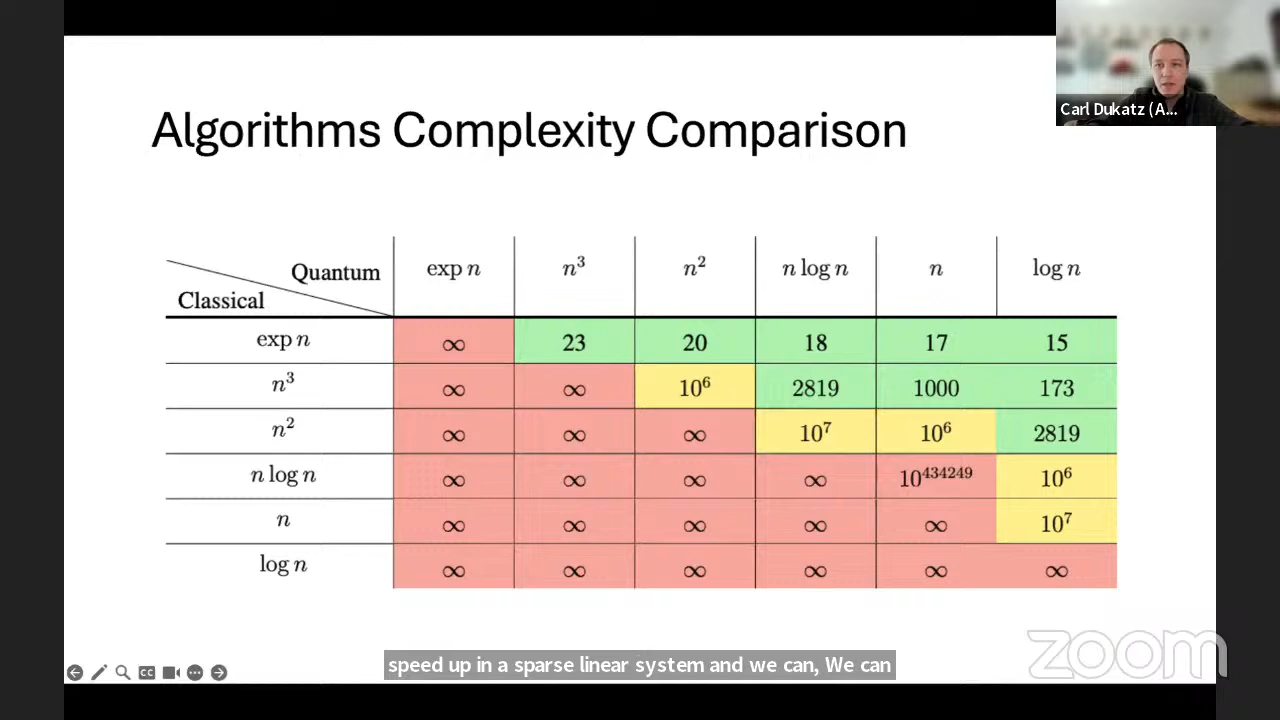 Carl Dukatz (A...
Algorithms Complexity Comparison
Quantum
Classical
exp n n³ n² n log n n log n
exp n ∞ 23 20 18 17 15
n³ ∞ ∞ 10⁶ 2819 1000 173
n² ∞ ∞ ∞ 10⁷ 10⁶ 2819
n log n ∞ ∞ ∞ ∞ 10⁴³⁴²⁴⁹ 10⁶
n ∞ ∞ ∞ ∞ ∞ 10⁷
log n ∞ ∞ ∞ ∞ ∞ ∞
speed up in a sparse linear system and we can, We can
zoom